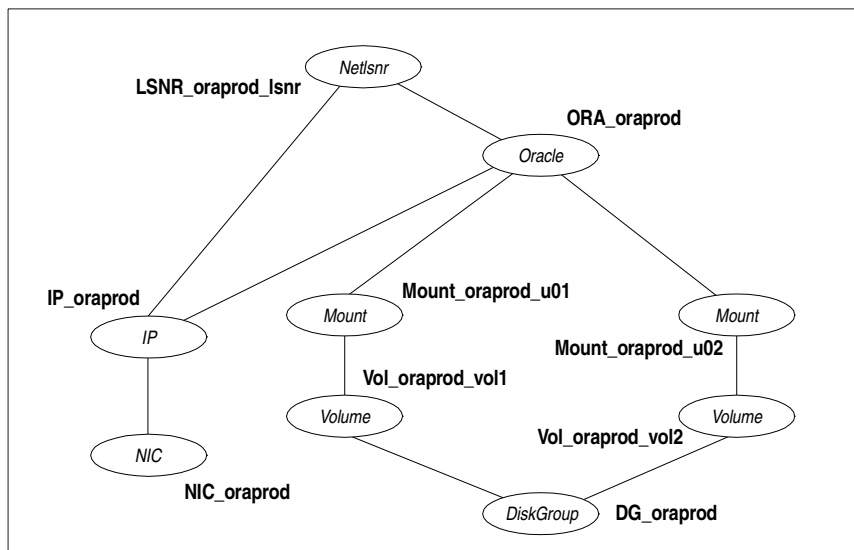 Netlsnr
LSNR_oraprod_lsnr
ORA_oraprod
Oracle
IP_oraprod
Mount_oraprod_u01
IP
Mount
Mount
Mount_oraprod_u02
Vol_oraprod_vol1
Volume
Volume
Vol_oraprod_vol2
NIC
NIC_oraprod
DiskGroup
DG_oraprod